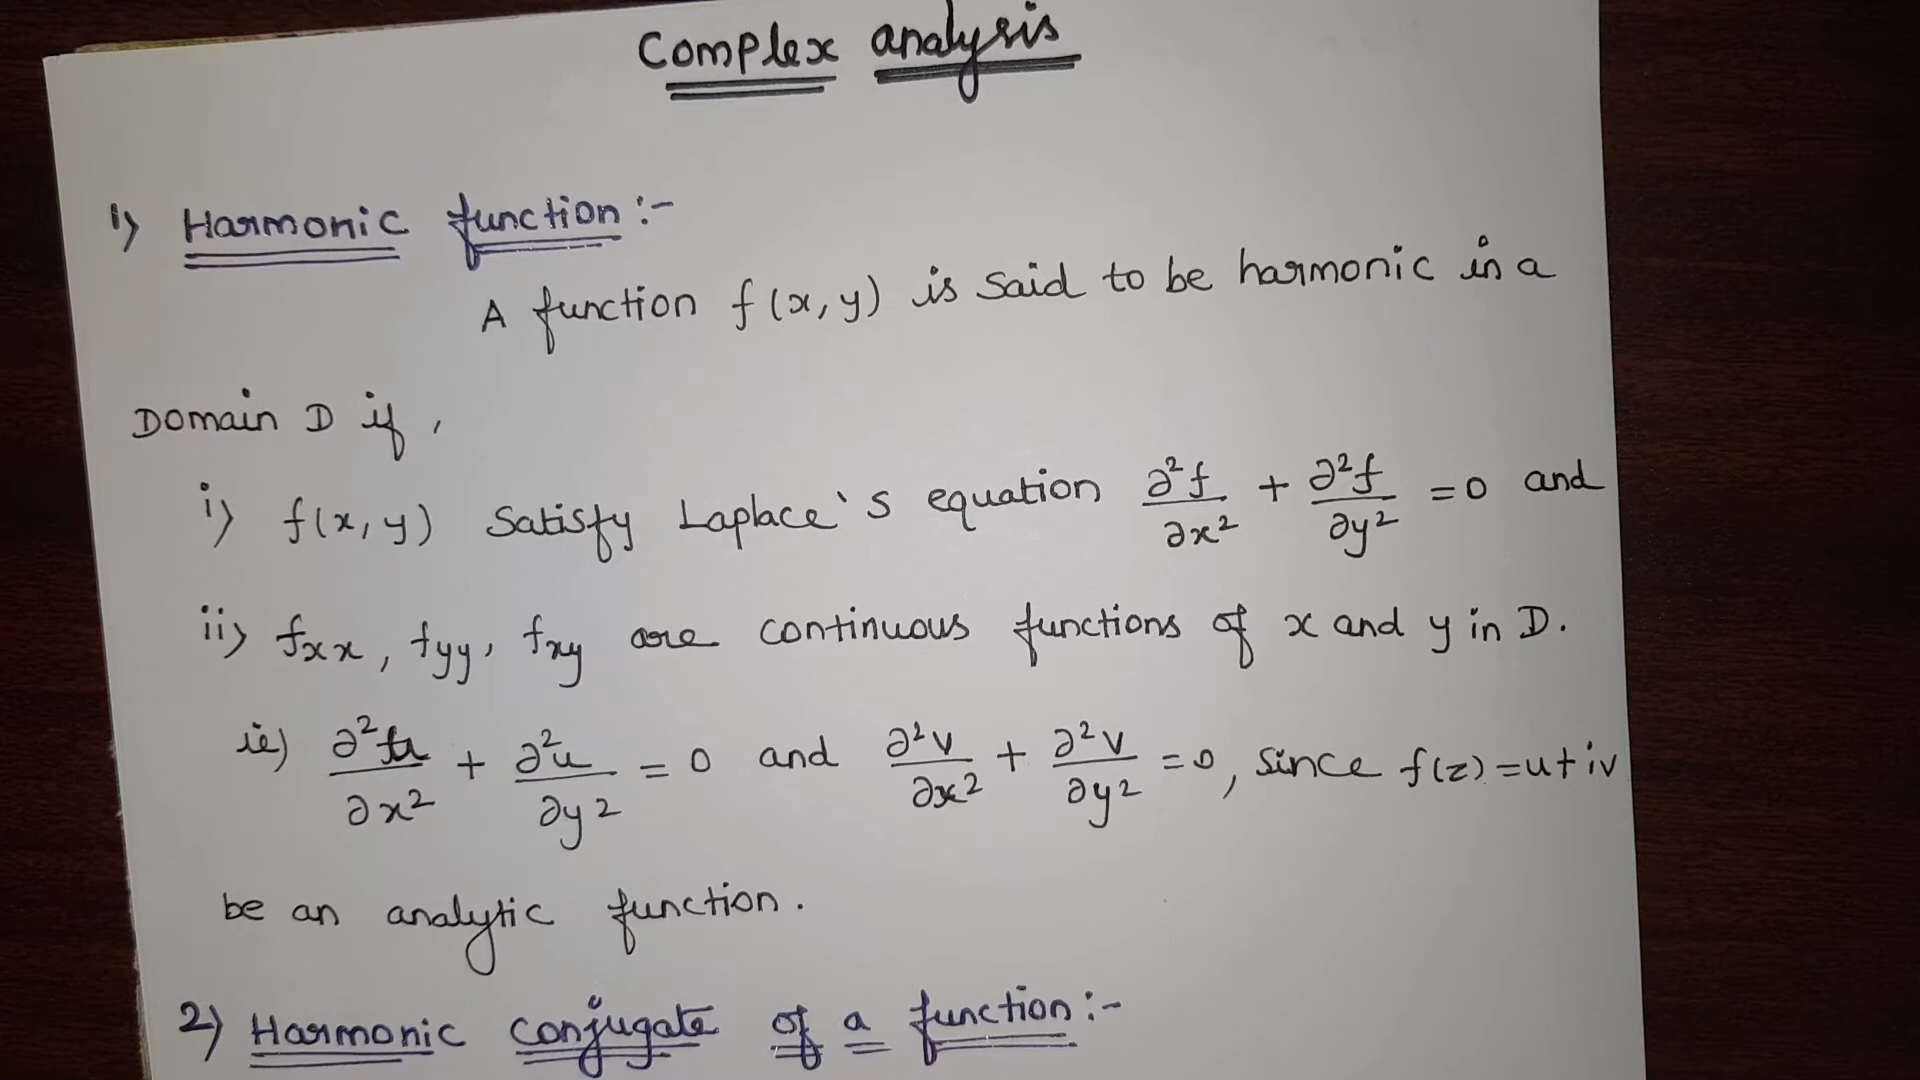 Complex analysis
1) Harmonic function :-
A function f(x, y) is said to be harmonic in a
Domain D if,
i) f(x, y) Satisfy Laplace's equation ∂²f/∂x² + ∂²f/∂y² = 0 and
ii) fxx, fyy, fxy are continuous functions of x and y in D.
ie) ∂²u/∂x² + ∂²u/∂y² = 0 and ∂²v/∂x² + ∂²v/∂y² = 0, since f(z) = u + iv
be an analytic function.
2) Harmonic conjugate of a function :-